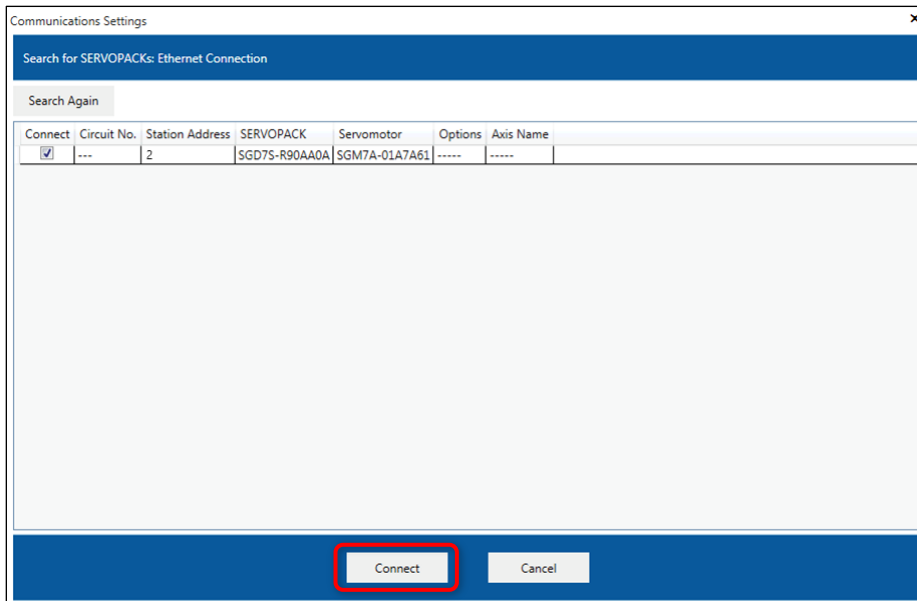 Communications Settings
Search for SERVOPACKs: Ethernet Connection
Search Again
Connect Circuit No. Station Address SERVOPACK Servomotor Options Axis Name
--- 2 SGD7S-R90AA0A SGM7A-01A7A61 ----- -----
Connect Cancel